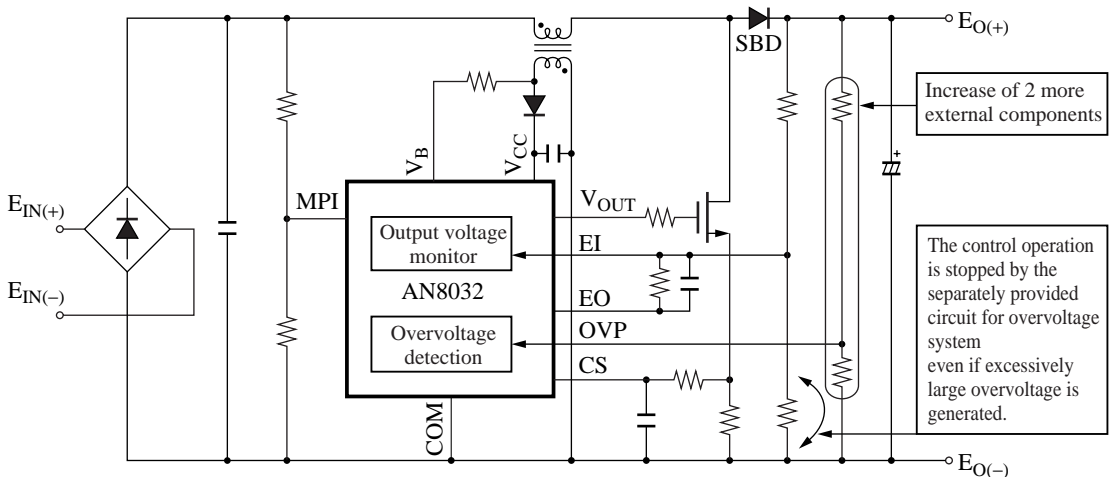 E_O(+)
SBD
Increase of 2 more
external components
V_B
V_CC
MPI
V_OUT
E_IN(+)
Output voltage
monitor
EI
The control operation
is stopped by the
separately provided
circuit for overvoltage
system
even if excessively
large overvoltage is
generated.
AN8032
E_IN(−)
EO
OVP
Overvoltage
detection
CS
COM
E_O(−)
+